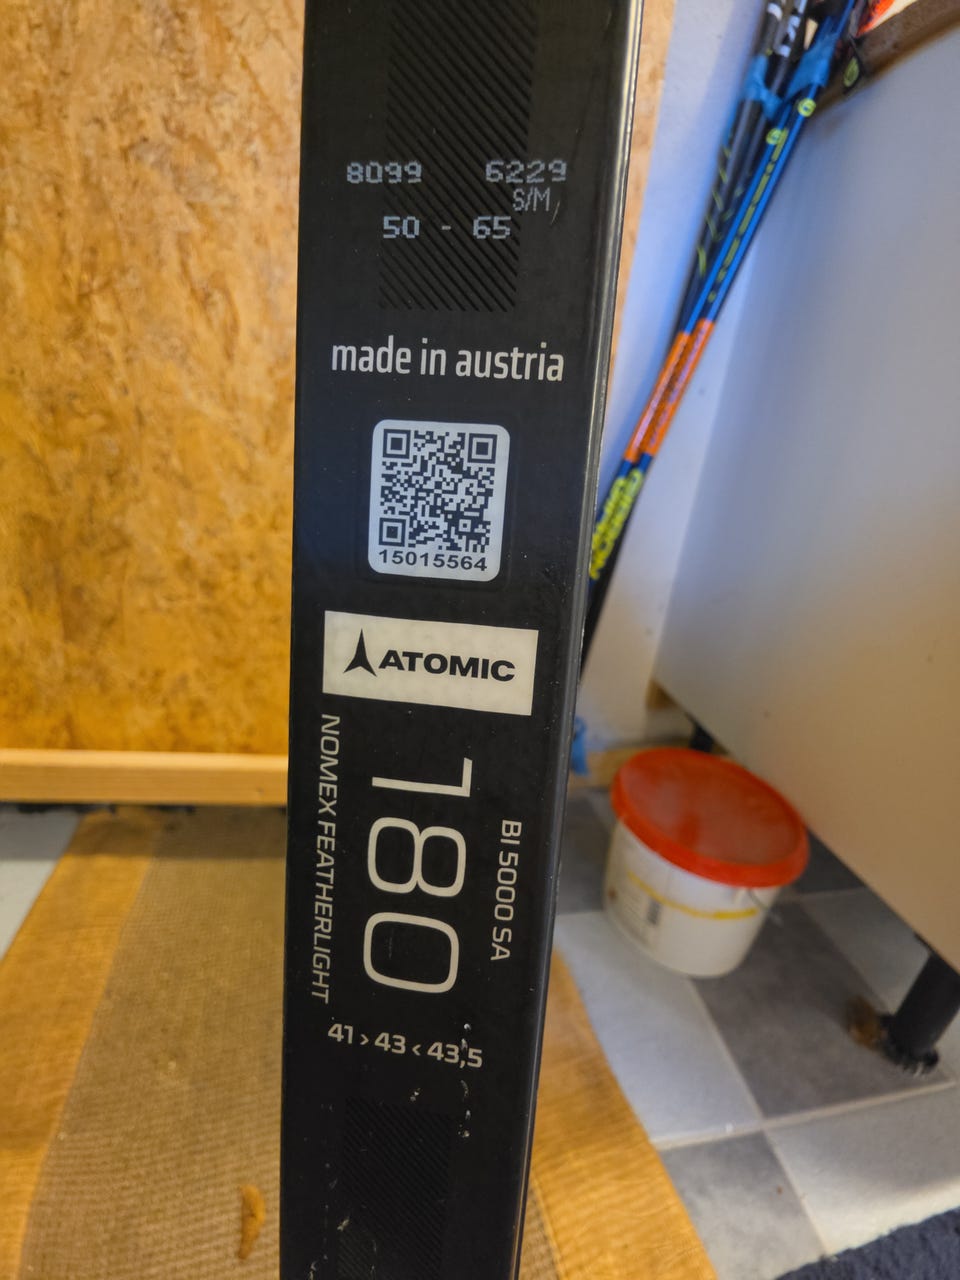 8099 6229
S/M
50 - 65
made in austria
15015564
ATOMIC
180
BI 5000 SA
NOMEX FEATHERLIGHT
41 > 43 < 43,5